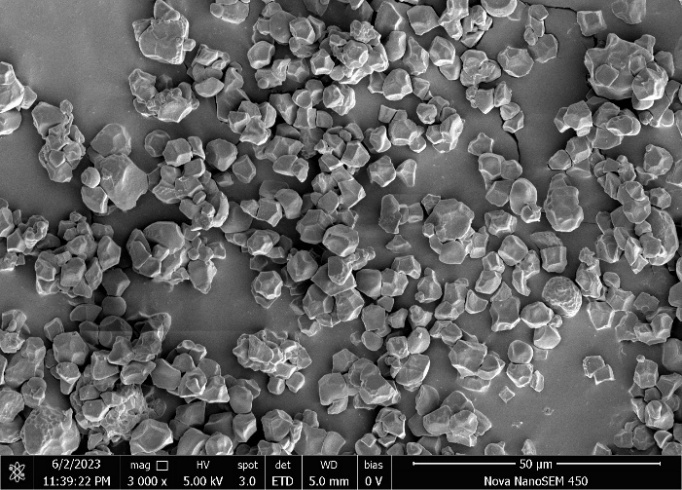 6/2/2023 mag HV spot det WD bias 50 µm
11:39:22 PM 3 000 x 5.00 kV 3.0 ETD 5.0 mm 0 V Nova NanoSEM 450